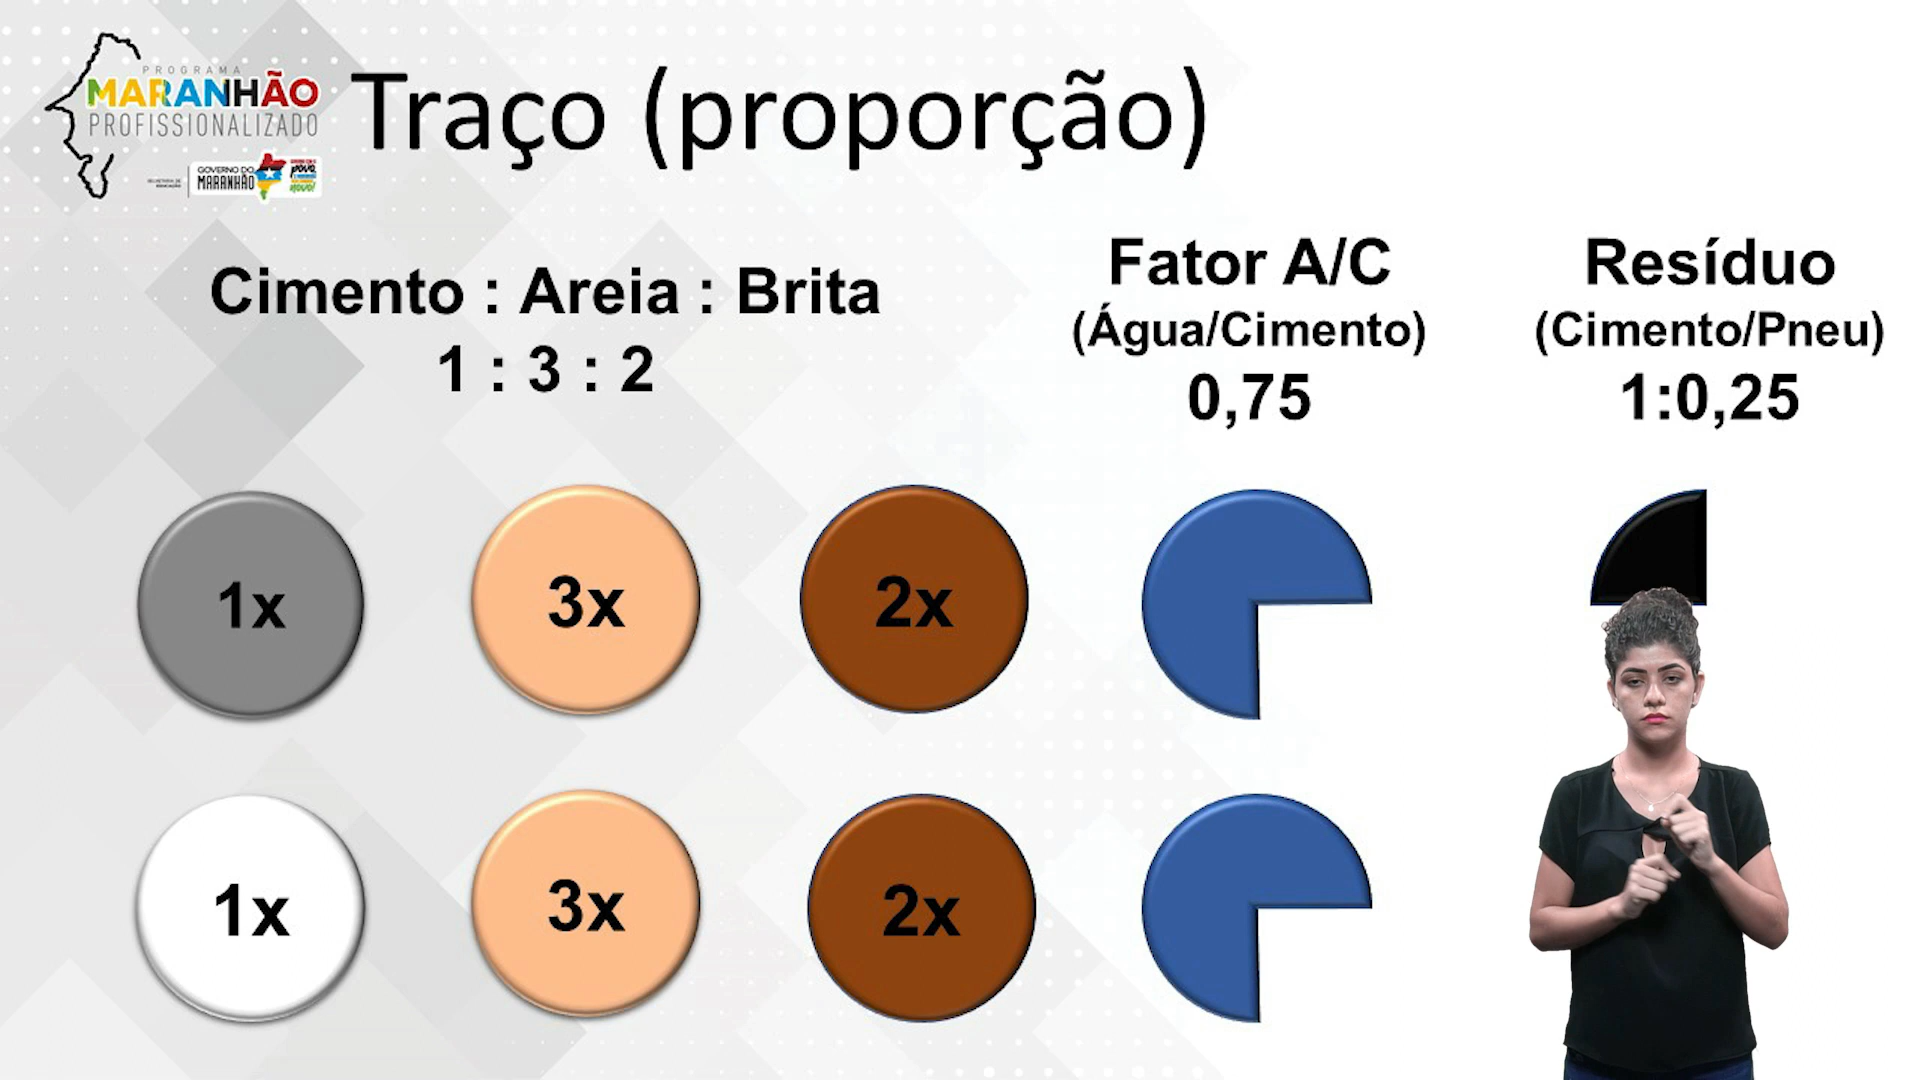 PROGRAMA
MARANHÃO
PROFISSIONALIZADO
GOVERNO DO
MARANHÃO
Traço (proporção)
Cimento : Areia : Brita
1 : 3 : 2
Fator A/C
(Água/Cimento)
0,75
Resíduo
(Cimento/Pneu)
1:0,25
1x
3x
2x
1x
3x
2x